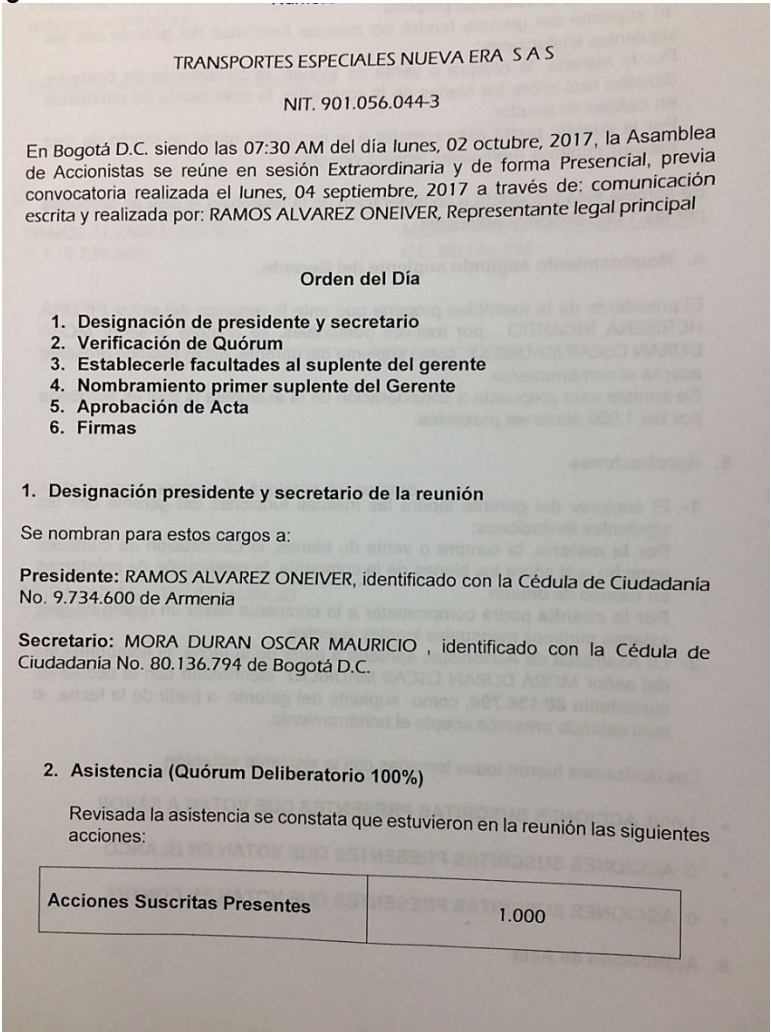 TRANSPORTES ESPECIALES NUEVA ERA S A S
NIT. 901.056.044-3
En Bogotá D.C. siendo las 07:30 AM del día lunes, 02 octubre, 2017, la Asamblea
de Accionistas se reúne en sesión Extraordinaria y de forma Presencial, previa
convocatoria realizada el lunes, 04 septiembre, 2017 a través de: comunicación
escrita y realizada por: RAMOS ALVAREZ ONEIVER, Representante legal principal
Orden del Día
1. Designación de presidente y secretario
2. Verificación de Quórum
3. Establecerle facultades al suplente del gerente
4. Nombramiento primer suplente del Gerente
5. Aprobación de Acta
6. Firmas
1. Designación presidente y secretario de la reunión
Se nombran para estos cargos a:
Presidente: RAMOS ALVAREZ ONEIVER, identificado con la Cédula de Ciudadanía
No. 9.734.600 de Armenia
Secretario: MORA DURAN OSCAR MAURICIO , identificado con la Cédula de
Ciudadania No. 80.136.794 de Bogotá D.C.
2. Asistencia (Quórum Deliberatorio 100%)
Revisada la asistencia se constata que estuvieron en la reunión las siguientes
acciones:
Acciones Suscritas Presentes 1.000